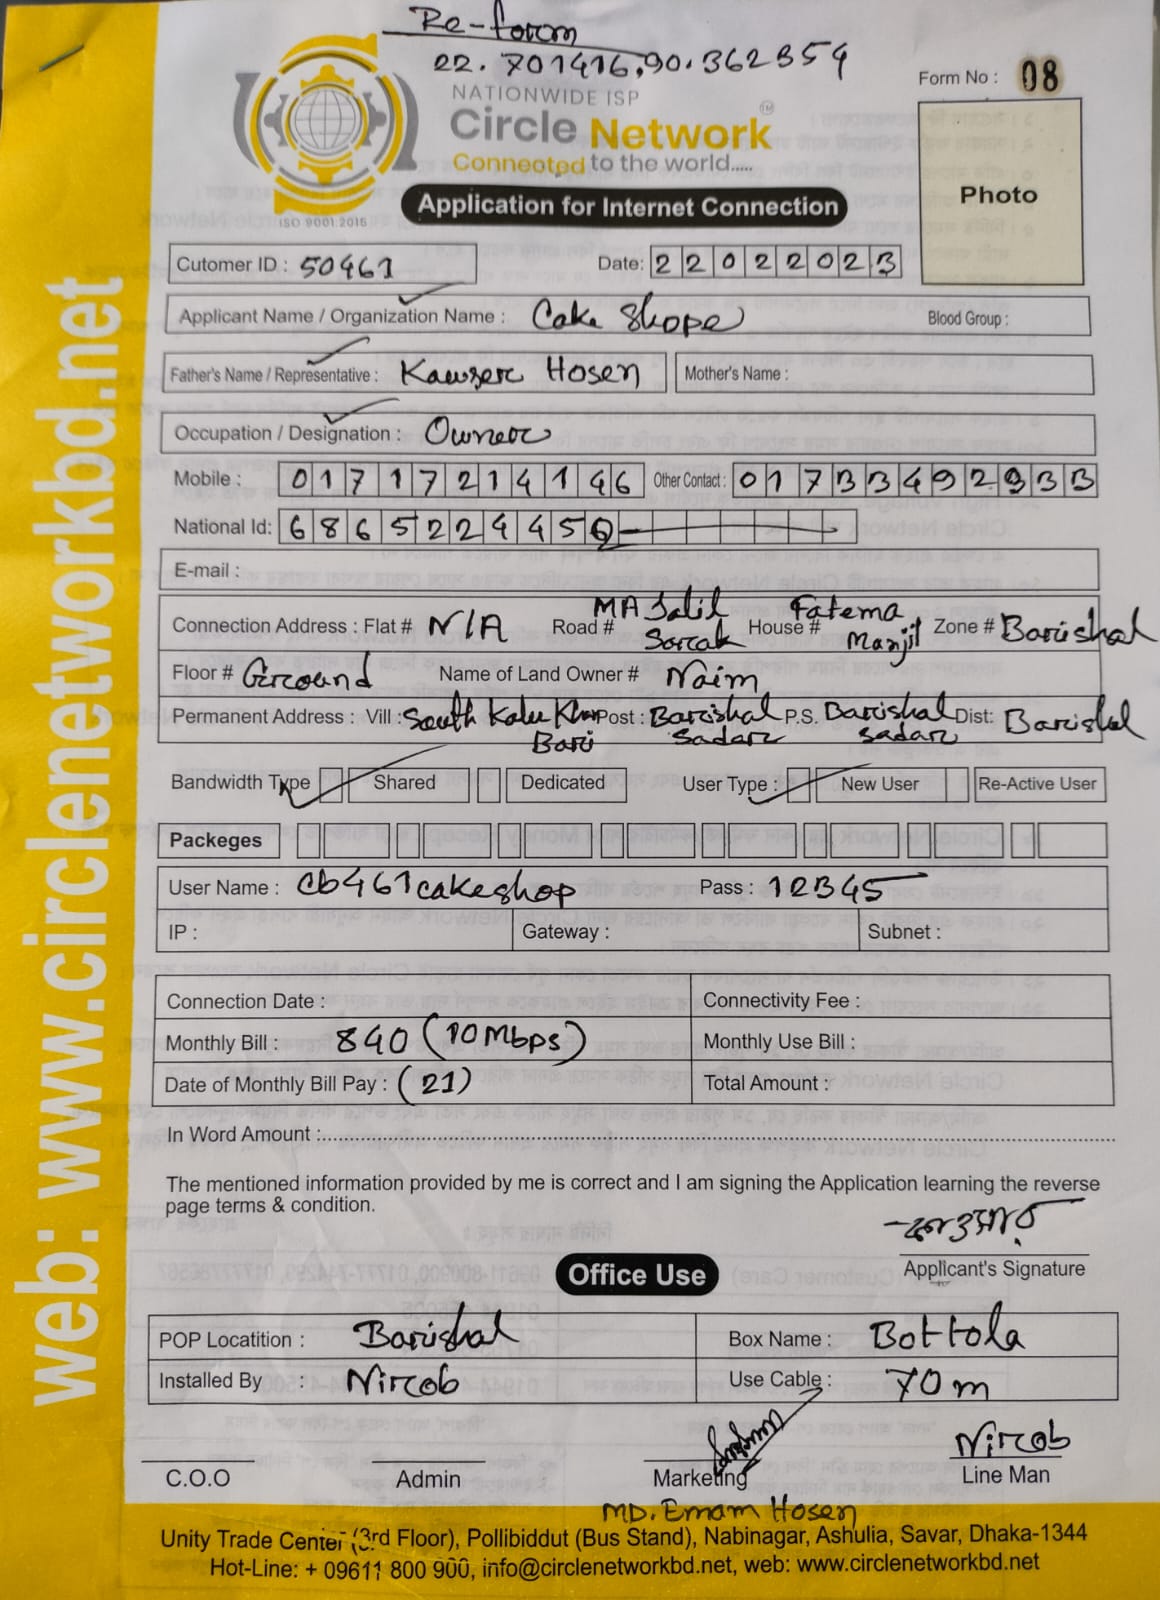 Re-form
22.701416,90.362354
Form No : 08
NATIONWIDE ISP
Circle Network TM
Connected to the world.....
ISO 9001:2015
Photo
Application for Internet Connection
Cutomer ID : 50461 Date: 22022023
Applicant Name / Organization Name : Cake Shope Blood Group :
Father's Name / Representative : Kawser Hosen Mother's Name :
Occupation / Designation : Owner
Mobile : 01717214146 Other Contact : 01733492933
National Id: 6865224450
E-mail :
Connection Address : Flat # N/A Road # MA Jalil Sorcak House # Fatema Manjil Zone # Barishal
Floor # Ground Name of Land Owner # Naim
Permanent Address : Vill : South Kalu Khar Bari Post : Barishal Sadar P.S. Barishal Sadar Dist: Barishal
Bandwidth Type Shared Dedicated User Type : New User Re-Active User
Packeges
User Name : cb461cakeshop Pass : 12345
IP : Gateway : Subnet :
Connection Date : Connectivity Fee :
Monthly Bill : 840 (10Mbps) Monthly Use Bill :
Date of Monthly Bill Pay : (21) Total Amount :
In Word Amount :
The mentioned information provided by me is correct and I am signing the Application learning the reverse
page terms & condition.
Applicant's Signature
Office Use
POP Locatition : Barishal Box Name : Bottola
Installed By : Nirob Use Cable : 70m
Nirob
C.O.O Admin Marketing Line Man
MD. Emam Hosen
Unity Trade Center (3rd Floor), Pollibiddut (Bus Stand), Nabinagar, Ashulia, Savar, Dhaka-1344
Hot-Line: + 09611 800 900, info@circlenetworkbd.net, web: www.circlenetworkbd.net
web: www.circlenetworkbd.net